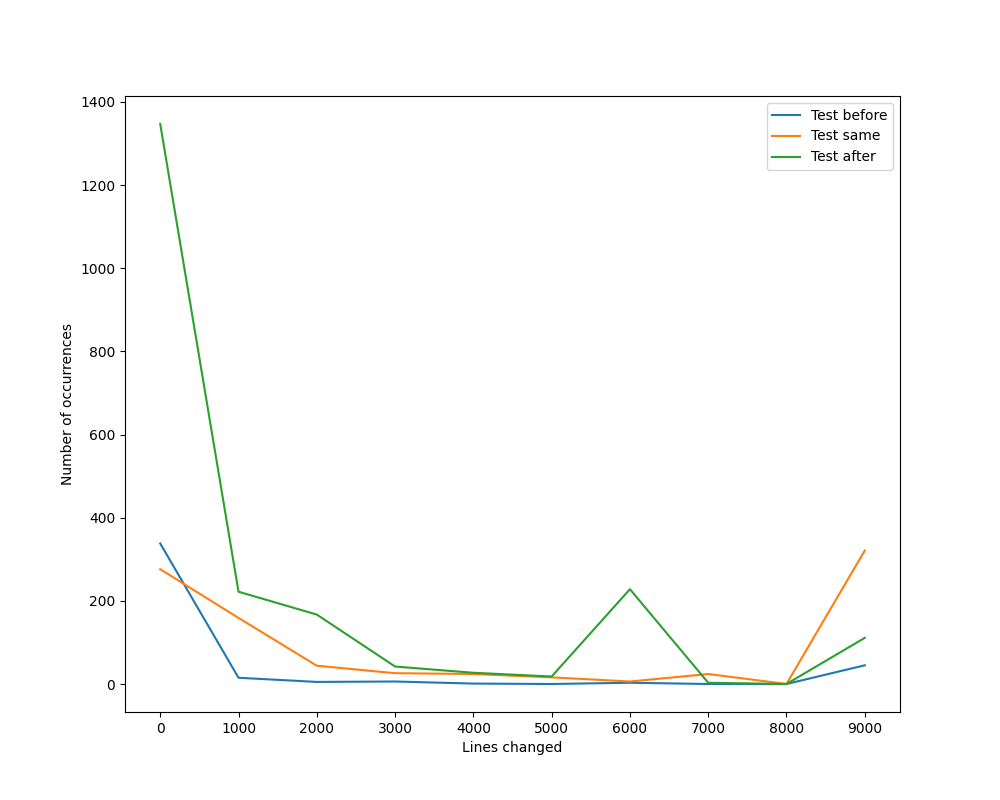 1400
1200
1000
800
600
400
200
0
Number of occurrences
Test before
Test same
Test after
0 1000 2000 3000 4000 5000 6000 7000 8000 9000
Lines changed